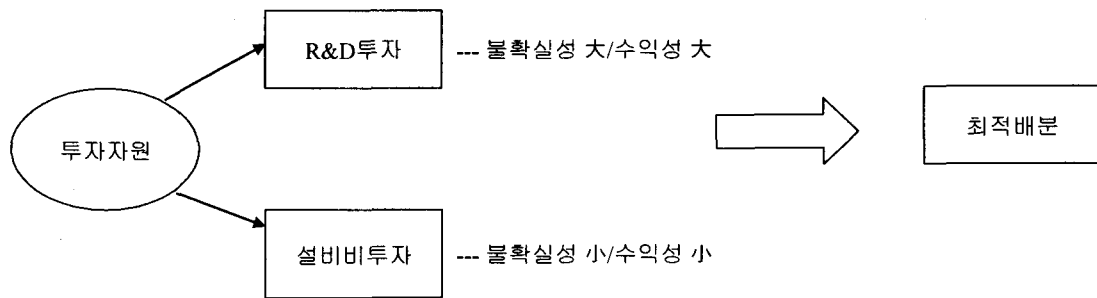 R&D투자
--- 불확실성 大/수익성 大
투자자원
최적배분
설비비투자
--- 불확실성 小/수익성 小